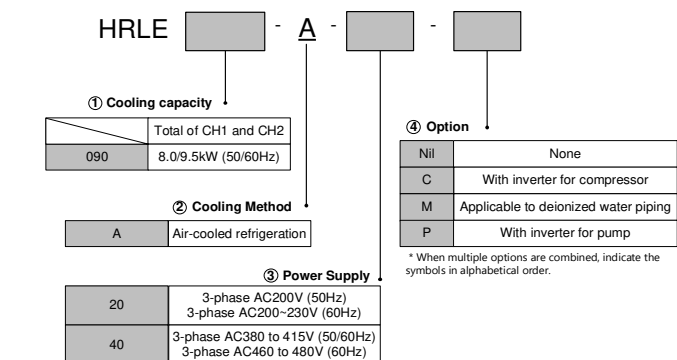 HRLE - A - -
① Cooling capacity
Total of CH1 and CH2
090 8.0/9.5kW (50/60Hz)
② Cooling Method
A Air-cooled refrigeration
③ Power Supply
20 3-phase AC200V (50Hz)
3-phase AC200~230V (60Hz)
40 3-phase AC380 to 415V (50/60Hz)
3-phase AC460 to 480V (60Hz)
④ Option
Nil None
C With inverter for compressor
M Applicable to deionized water piping
P With inverter for pump
* When multiple options are combined, indicate the
symbols in alphabetical order.